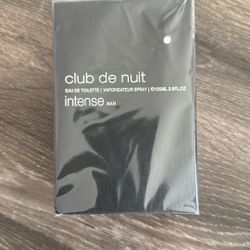 club de nuit
EAU DE TOILETTE | VAPORISATEUR SPRAY | ℮105ML 3.6FL.OZ
intense MAN